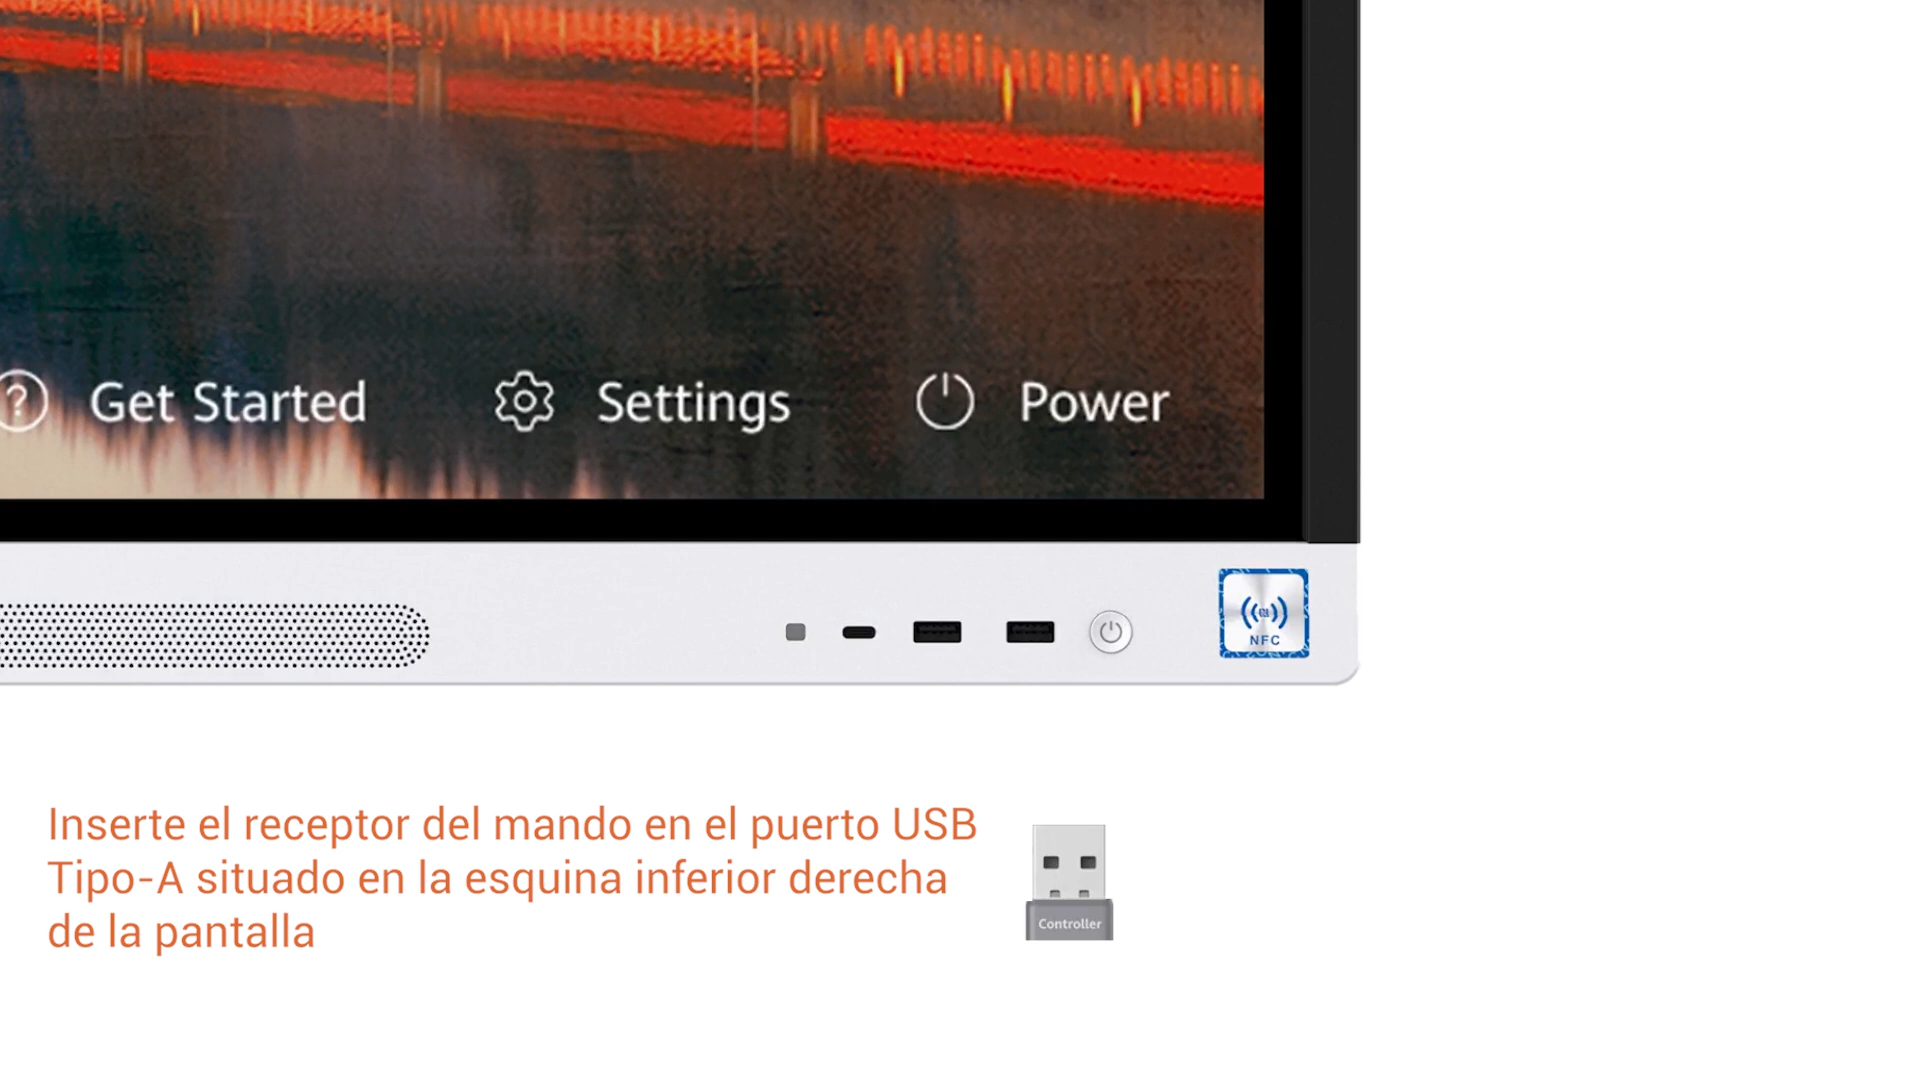 Get Started
Settings
Power
NFC
Inserte el receptor del mando en el puerto USB
Tipo-A situado en la esquina inferior derecha
de la pantalla
Controller